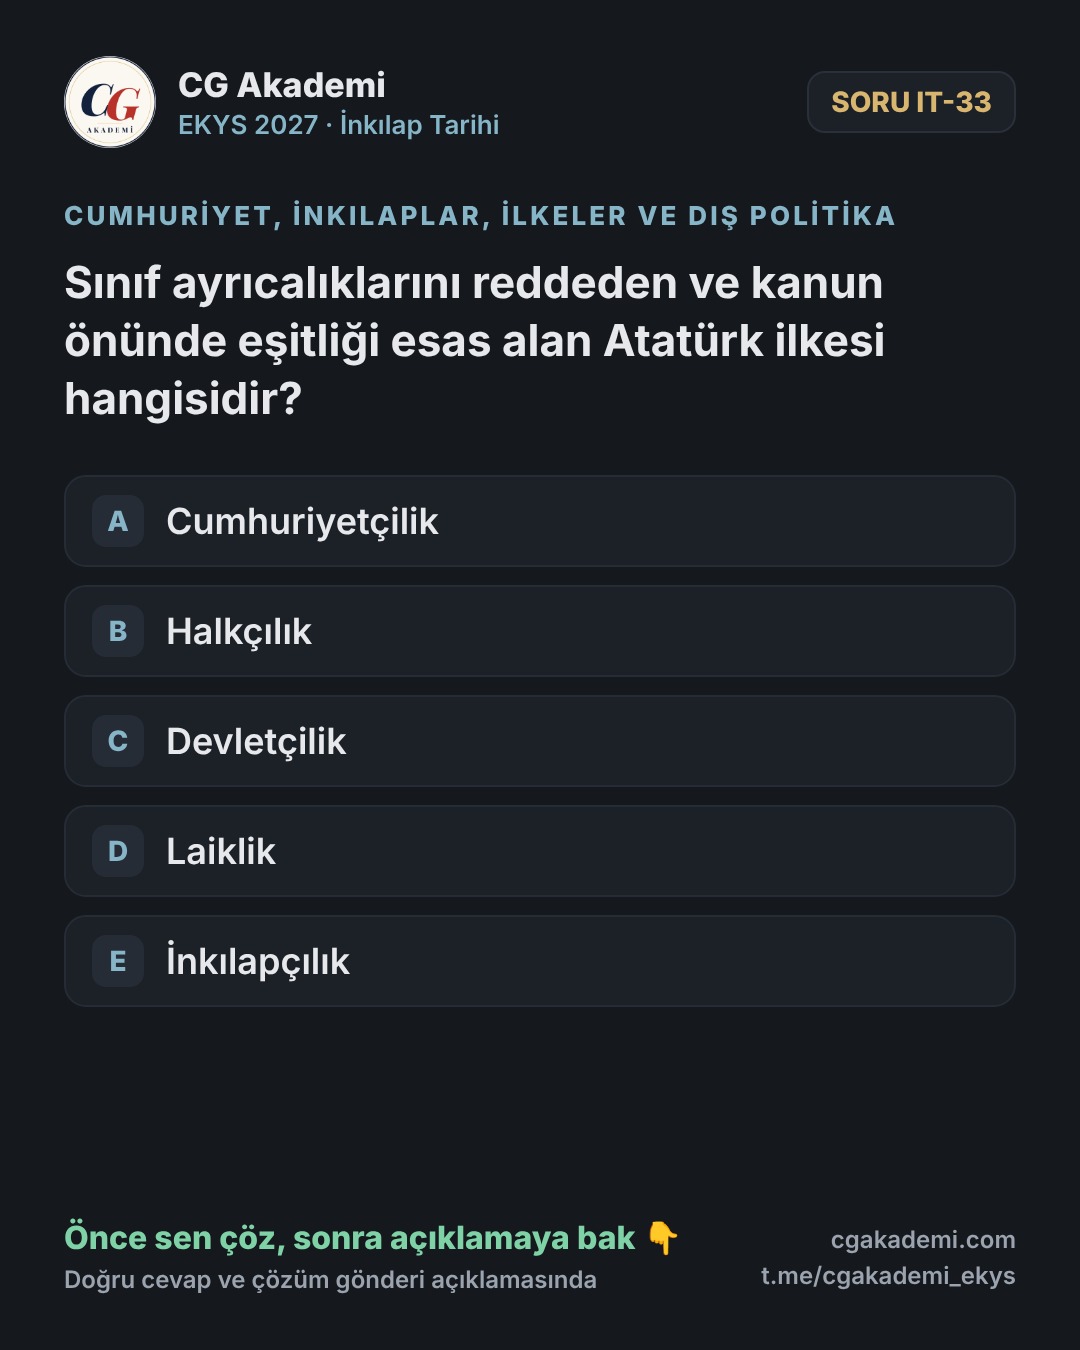 CG
AKADEMİ
CG Akademi
EKYS 2027 · İnkılap Tarihi
SORU IT-33
CUMHURİYET, İNKILAPLAR, İLKELER VE DIŞ POLİTİKA
Sınıf ayrıcalıklarını reddeden ve kanun
önünde eşitliği esas alan Atatürk ilkesi
hangisidir?
A Cumhuriyetçilik
B Halkçılık
C Devletçilik
D Laiklik
E İnkılapçılık
Önce sen çöz, sonra açıklamaya bak 👇
Doğru cevap ve çözüm gönderi açıklamasında
cgakademi.com
t.me/cgakademi_ekys